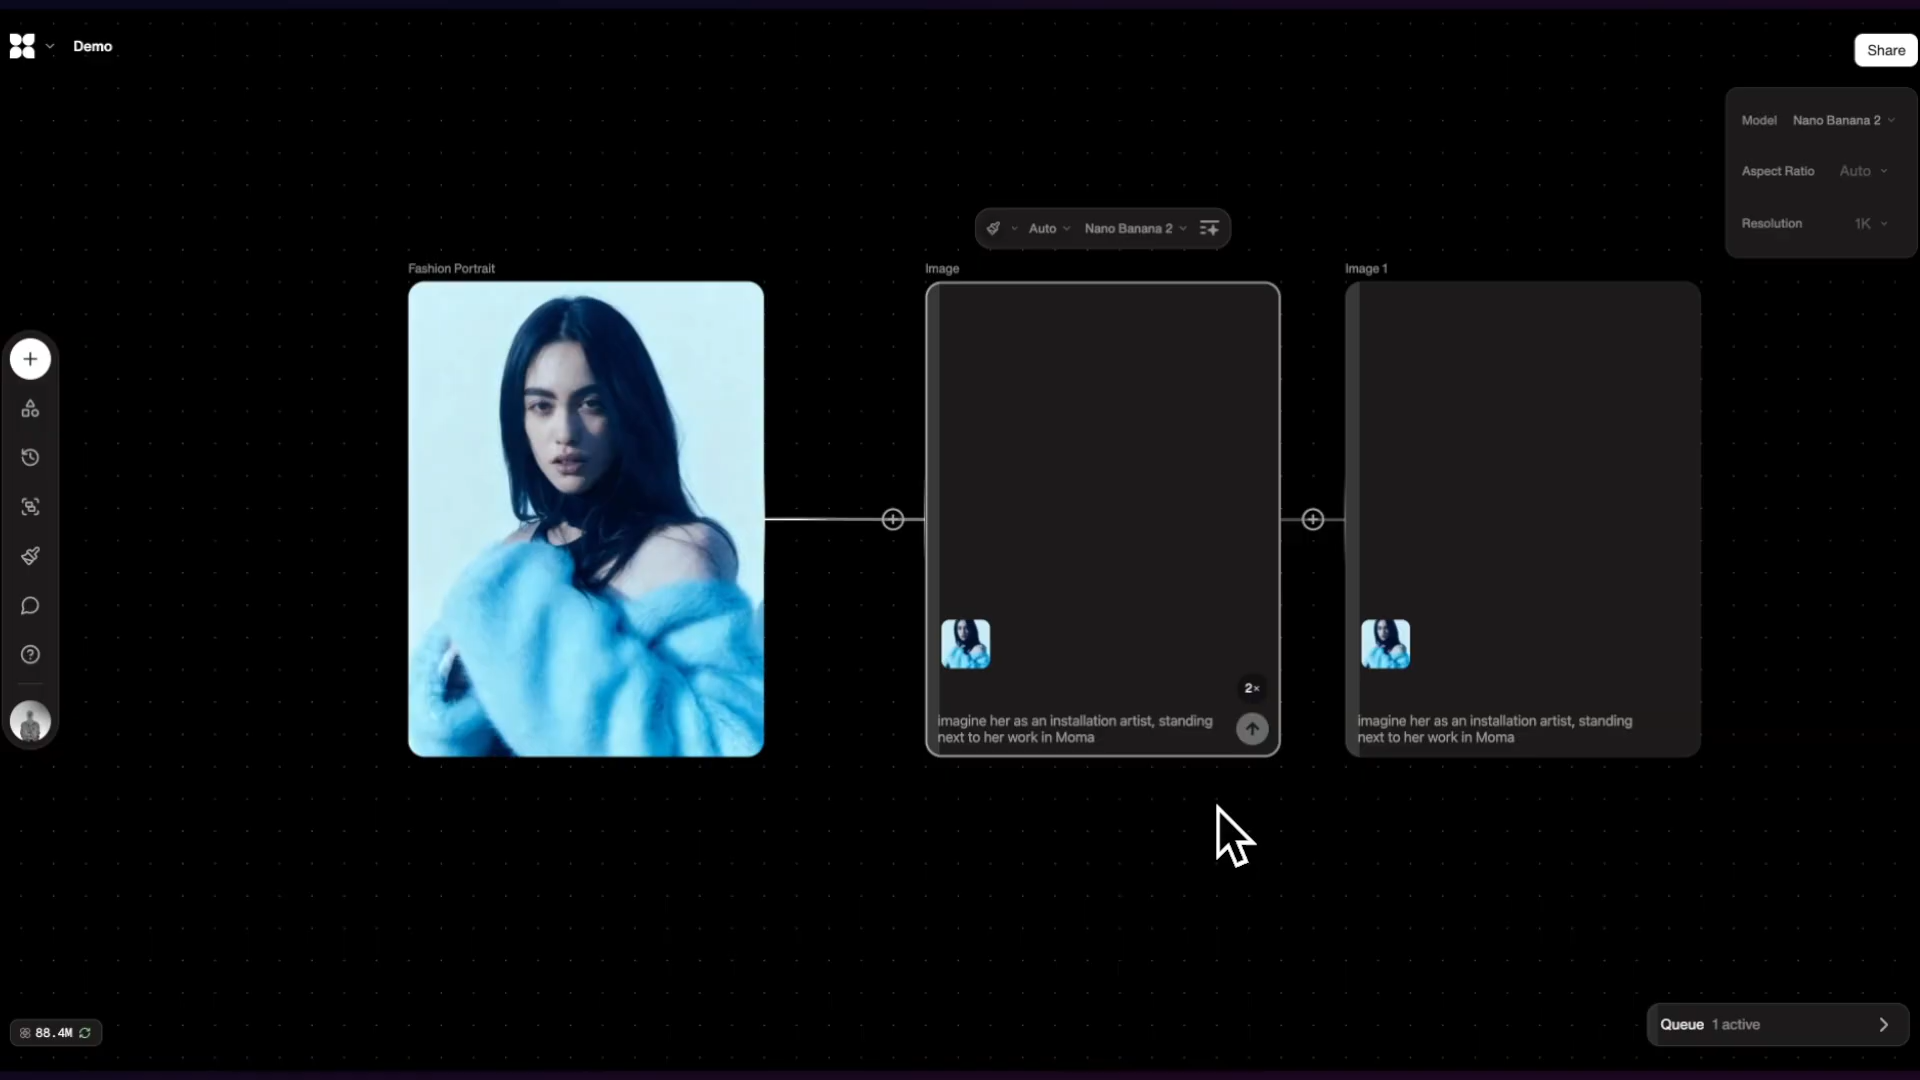 Demo
Share
Model Nano Banana 2
Aspect Ratio Auto
Resolution 1K
Auto Nano Banana 2
Fashion Portrait
Image
Image 1
2×
imagine her as an installation artist, standing
next to her work in Moma
imagine her as an installation artist, standing
next to her work in Moma
88.4M
Queue 1 active